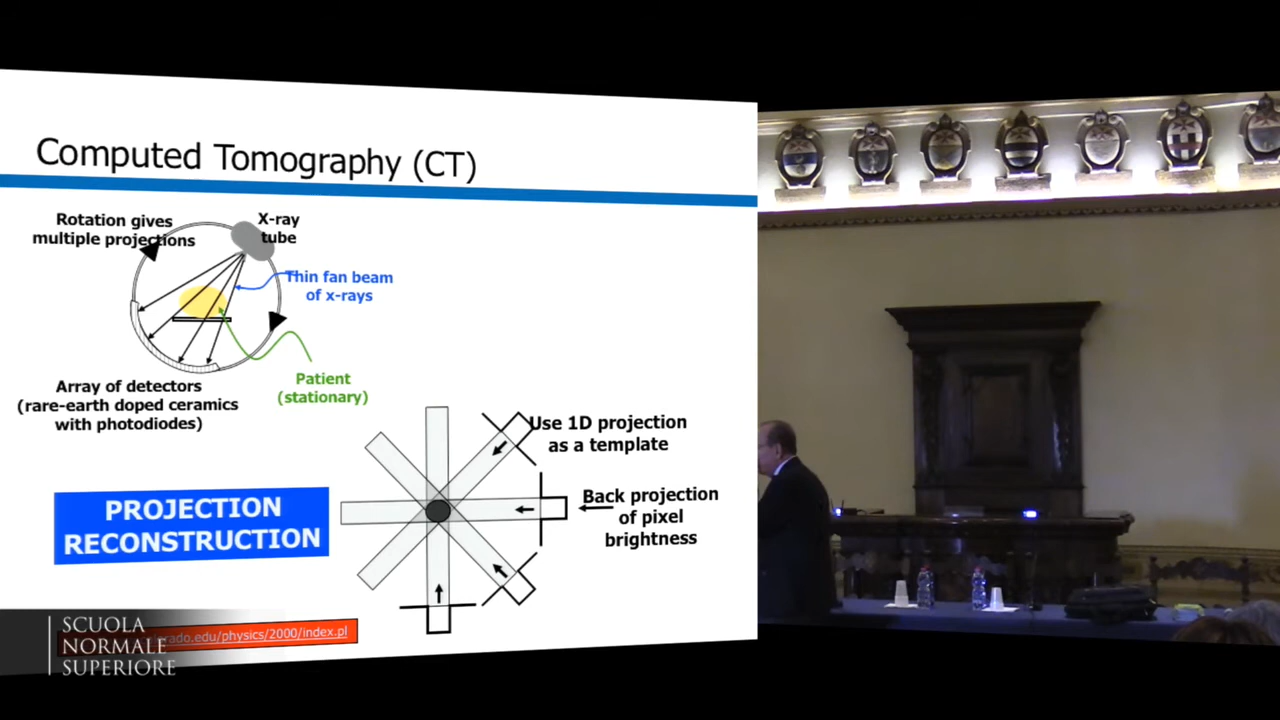 Computed Tomography (CT)
Rotation gives
multiple projections
X-ray
tube
Thin fan beam
of x-rays
Patient
(stationary)
Array of detectors
(rare-earth doped ceramics
with photodiodes)
Use 1D projection
as a template
Back projection
of pixel
brightness
PROJECTION
RECONSTRUCTION
rado.edu/physics/2000/index.pl
SCUOLA
NORMALE
SUPERIORE